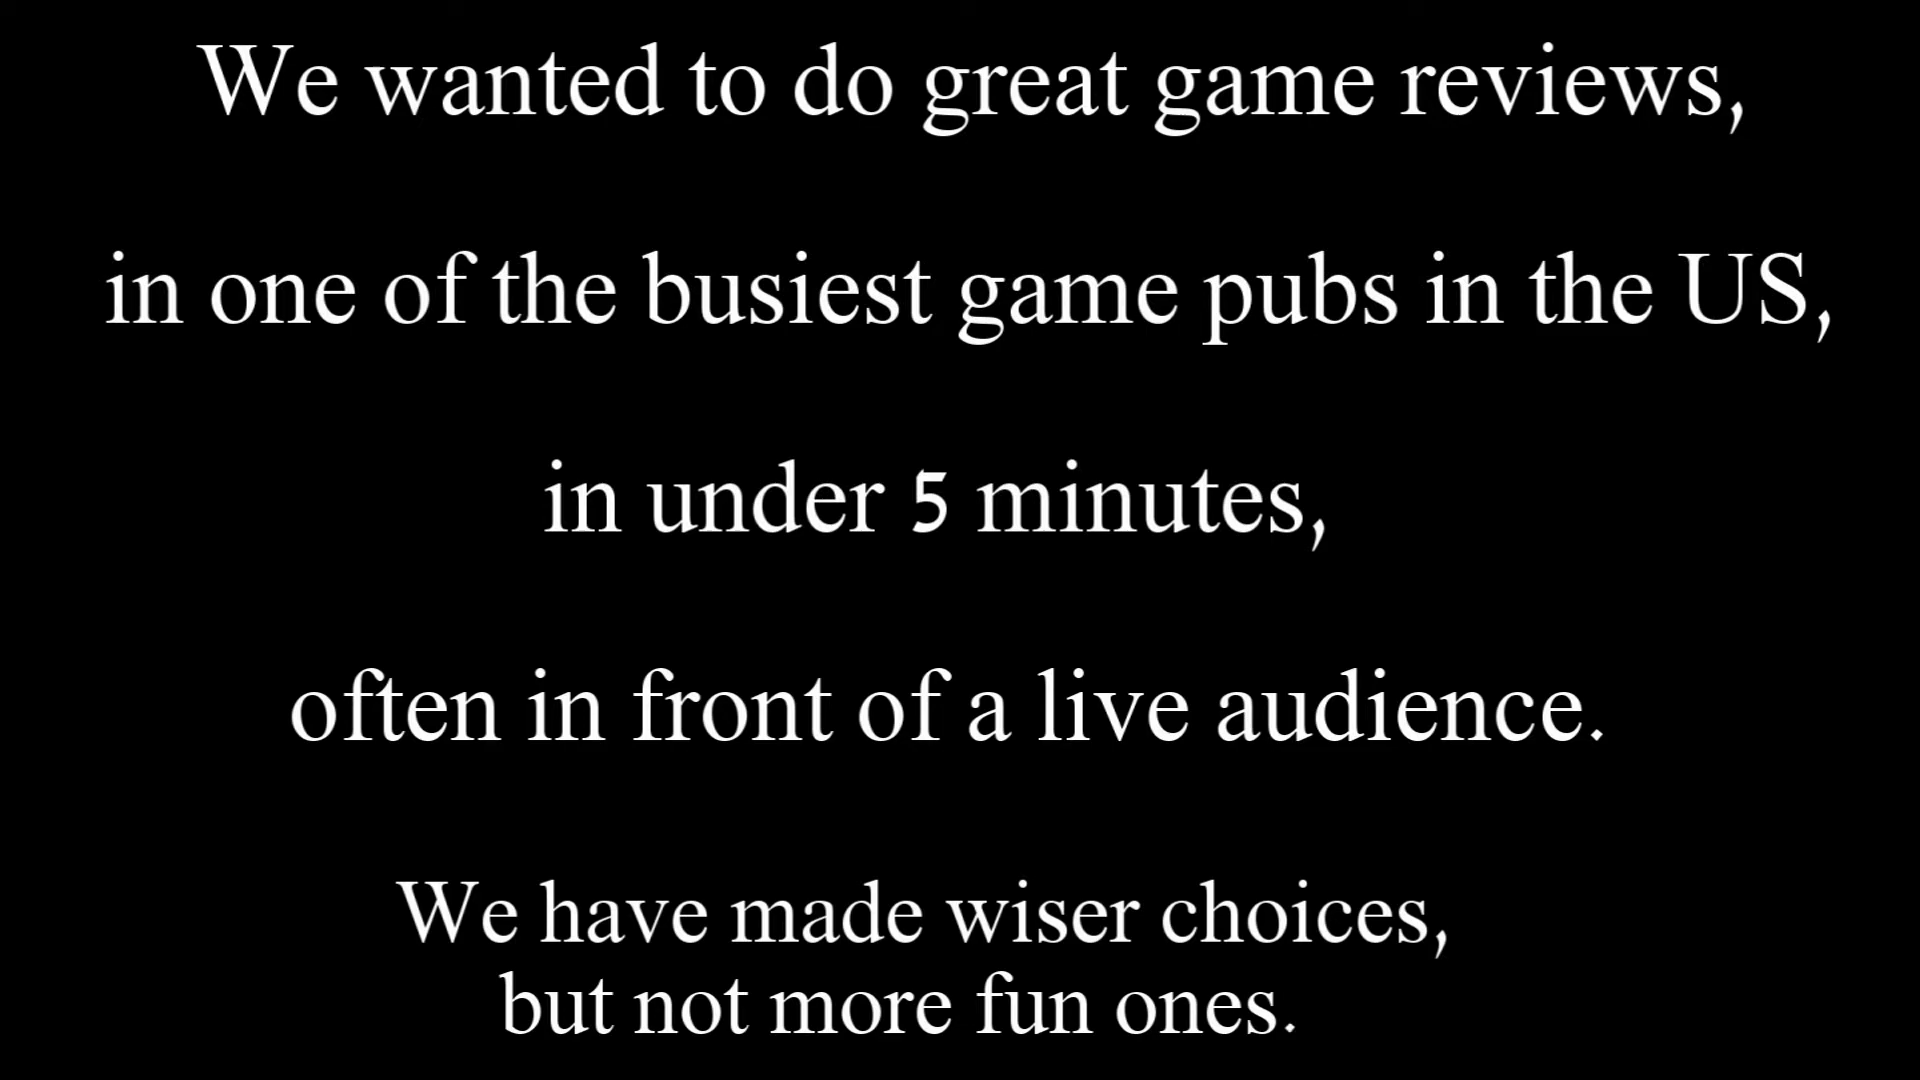 We wanted to do great game reviews,
in one of the busiest game pubs in the US,
in under 5 minutes,
often in front of a live audience.
We have made wiser choices,
but not more fun ones.